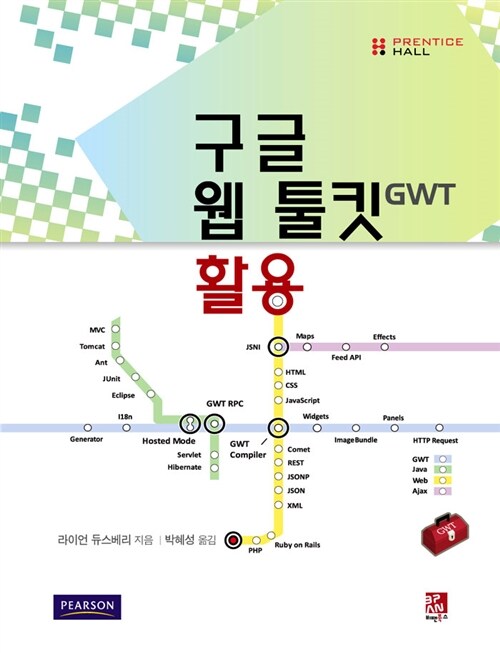 PRENTICE
HALL
구글
웹 툴킷GWT
활용
MVC
Tomcat
Ant
JUnit
Eclipse
JSNI
Maps
Feed API
Effects
HTML
CSS
JavaScript
GWT RPC
Generator
I18n
Hosted Mode
GWT
Compiler
Widgets
ImageBundle
Panels
HTTP Request
Servlet
Hibernate
Comet
REST
JSONP
JSON
XML
GWT
Java
Web
Ajax
GWT
PHP
Ruby on Rails
라이언 듀스베리 지음 | 박혜성 옮김
PEARSON